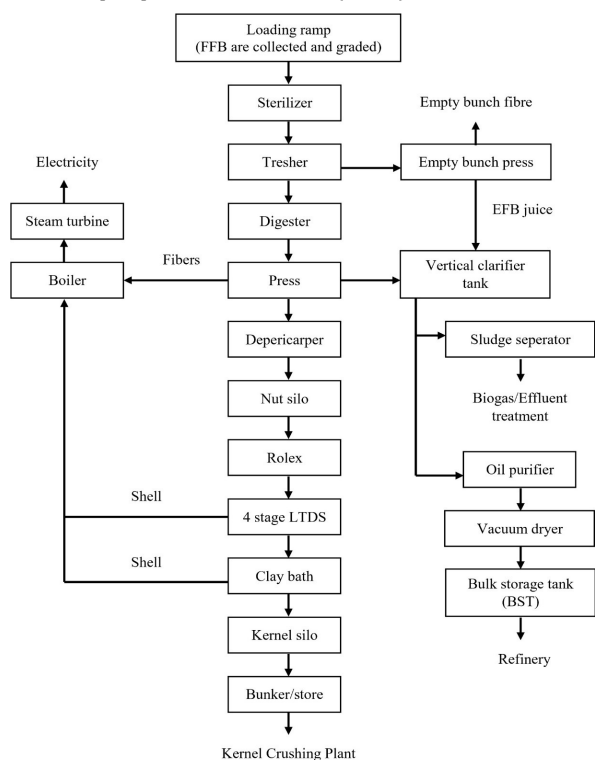 Loading ramp
(FFB are collected and graded)
Sterilizer
Empty bunch fibre
Electricity
Tresher
Empty bunch press
Steam turbine
Digester
EFB juice
Fibers
Boiler
Press
Vertical clarifier
tank
Depericarper
Sludge seperator
Nut silo
Biogas/Effluent
treatment
Rolex
Oil purifier
Shell
4 stage LTDS
Vacuum dryer
Shell
Clay bath
Bulk storage tank
(BST)
Kernel silo
Refinery
Bunker/store
Kernel Crushing Plant